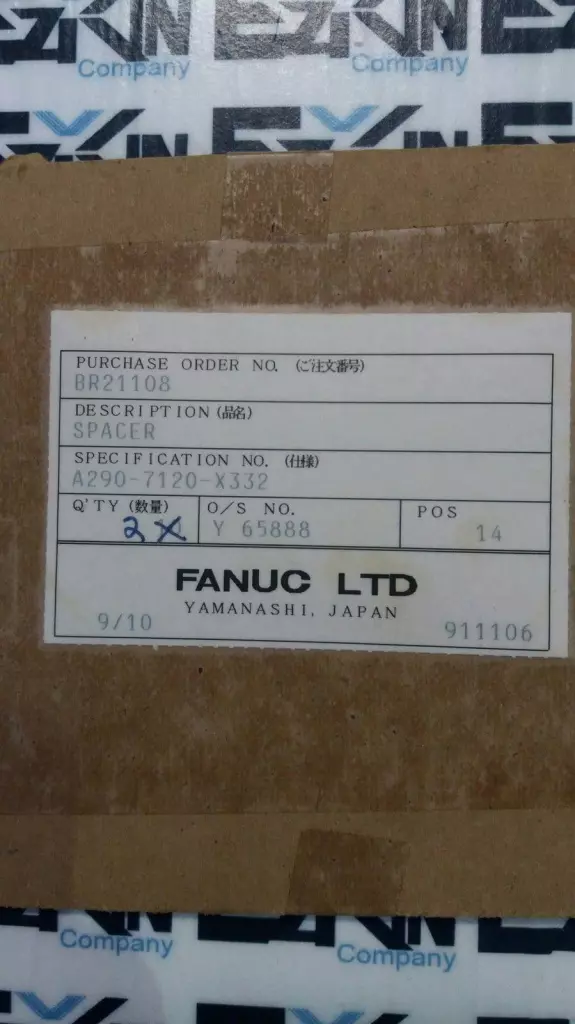 EZKIN
Company
Company
PURCHASE ORDER NO. (ご注文番号)
BR21108
DESCRIPTION (品名)
SPACER
SPECIFICATION NO. (仕様)
A290-7120-X332
Q'TY (数量) O/S NO. POS
2 Y 65888 14
FANUC LTD
YAMANASHI, JAPAN
9/10 911106
Company
Company